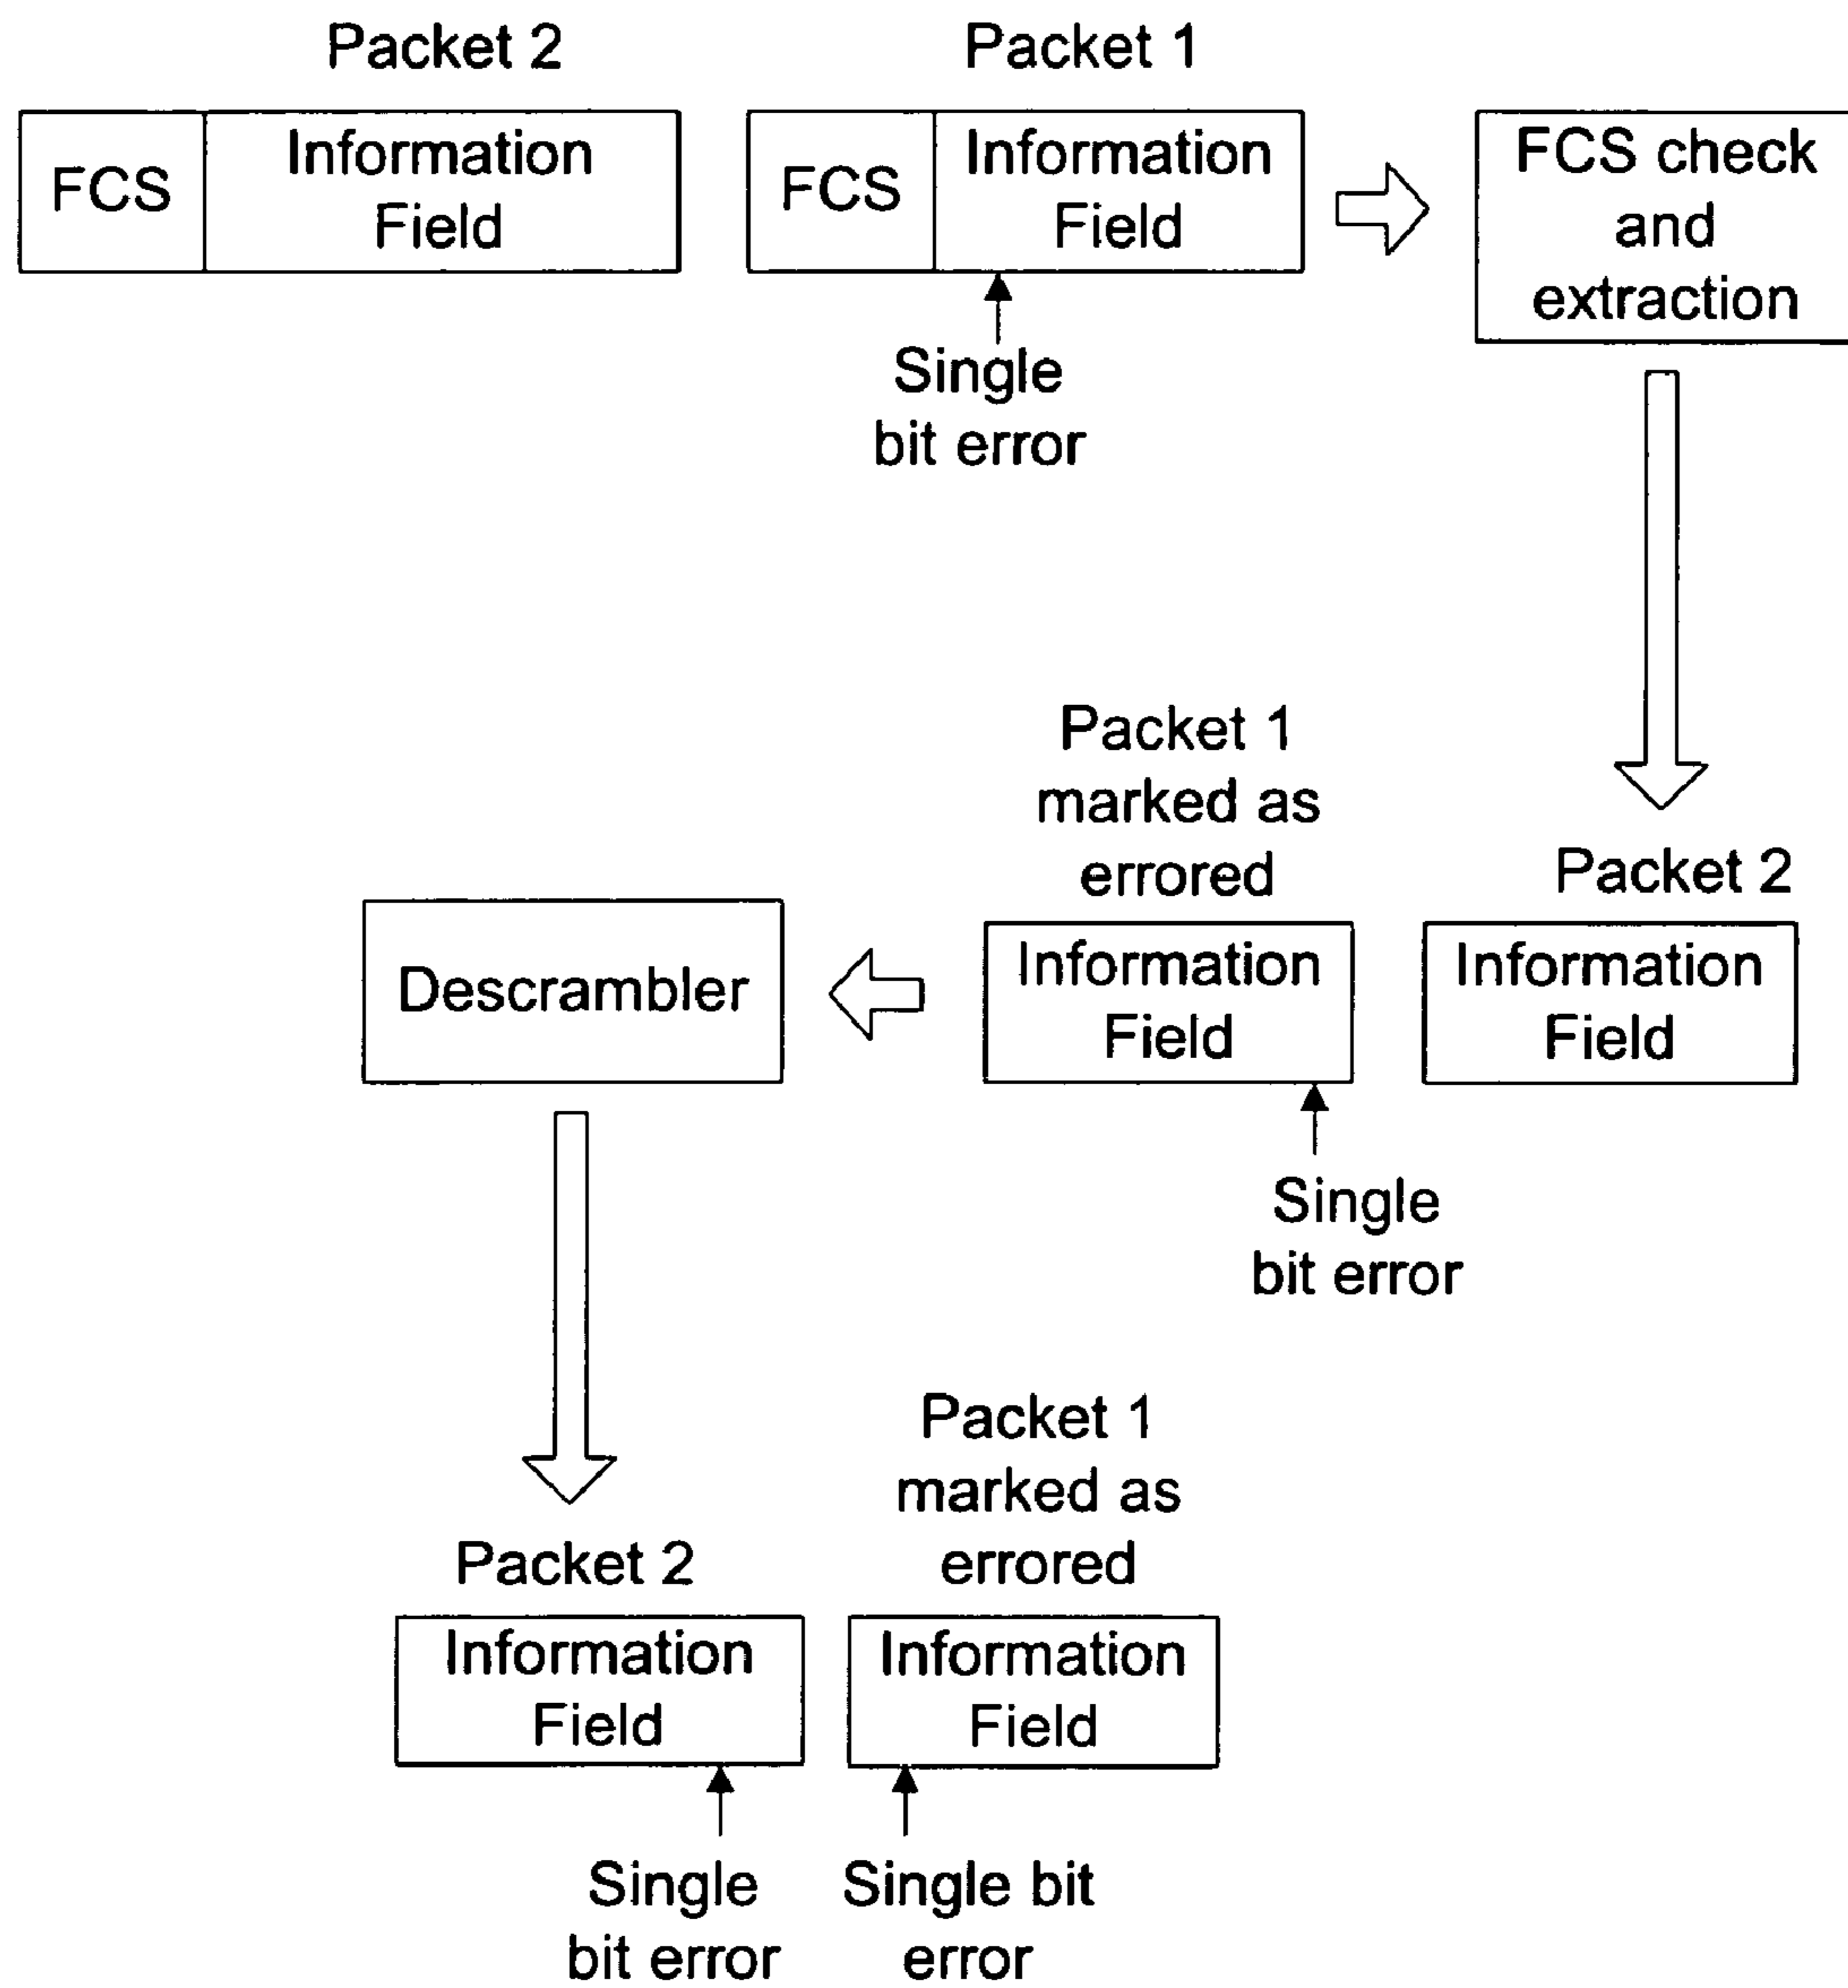 Packet 2
Packet 1
FCS
Information
Field
FCS
Information
Field
FCS check
and
extraction
Single
bit error
Packet 1
marked as
errored
Packet 2
Descrambler
Information
Field
Information
Field
Single
bit error
Packet 1
marked as
errored
Packet 2
Information
Field
Information
Field
Single
bit error
Single bit
error